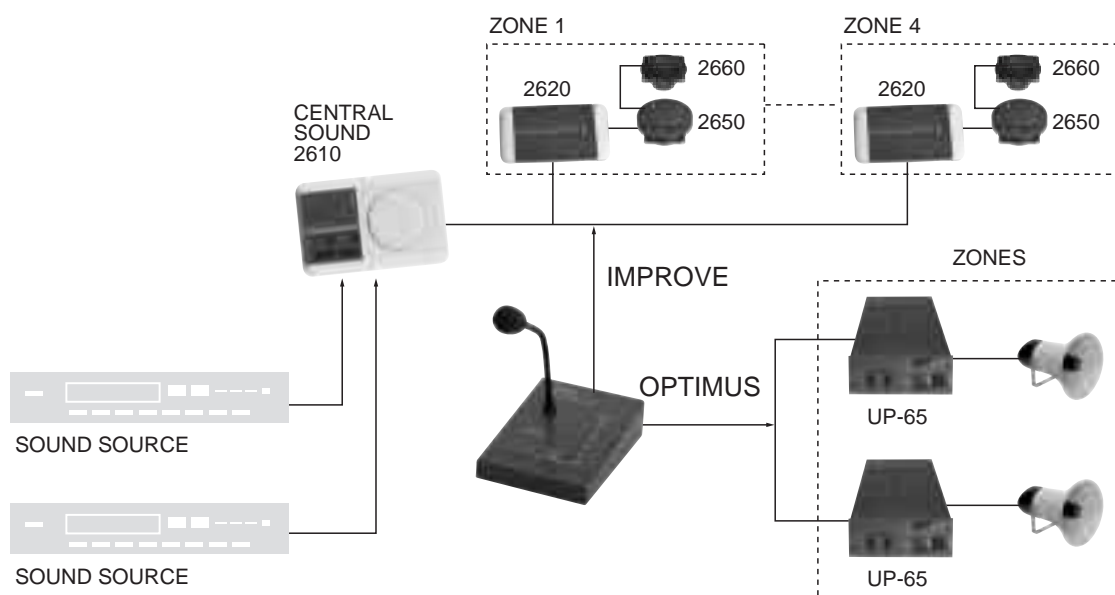 ZONE 1
ZONE 4
2660
2660
2620
2620
CENTRAL
SOUND
2610
2650
2650
ZONES
IMPROVE
OPTIMUS
UP-65
SOUND SOURCE
UP-65
SOUND SOURCE